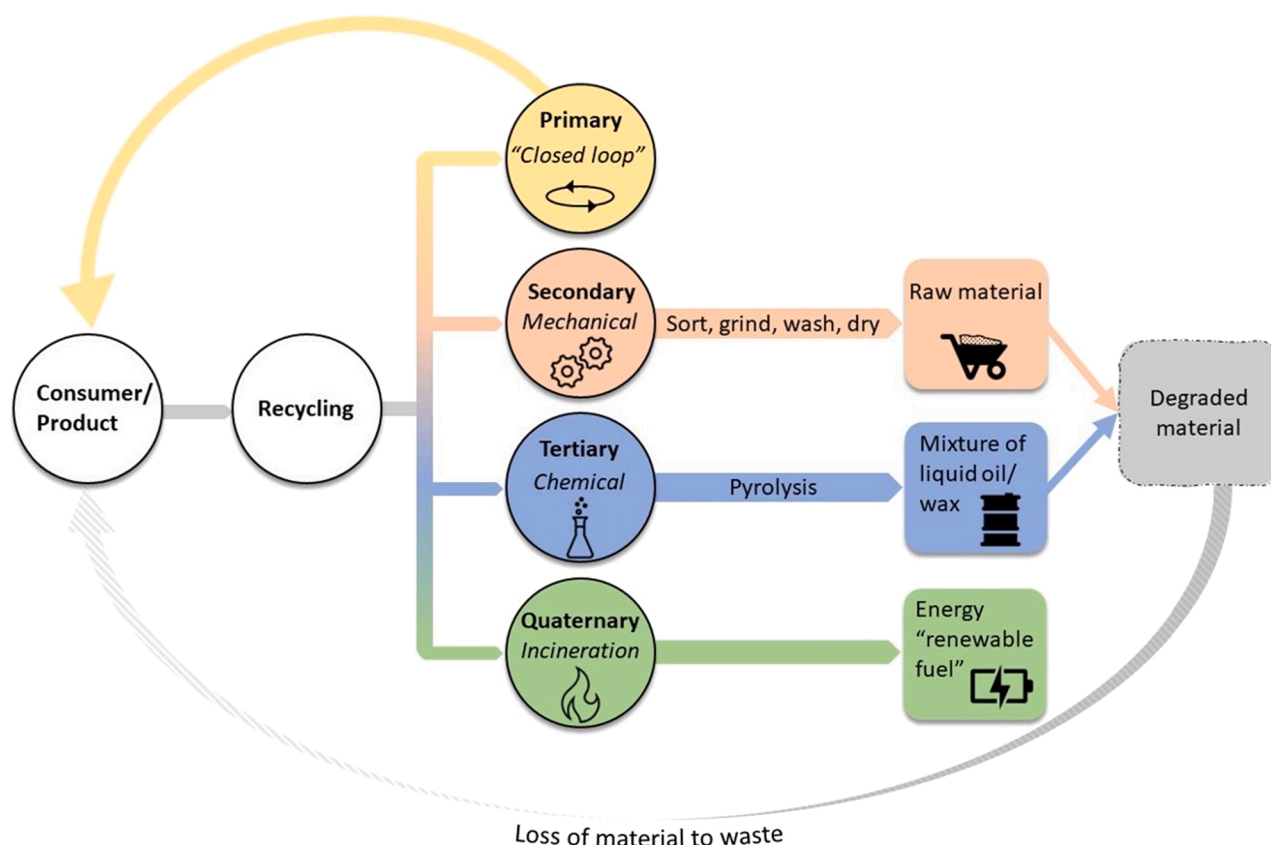 Primary
“Closed loop”
Secondary
Mechanical
Sort, grind, wash, dry
Raw material
Consumer/
Product
Recycling
Degraded
material
Tertiary
Chemical
Pyrolysis
Mixture of
liquid oil/
wax
Quaternary
Incineration
Energy
“renewable
fuel”
Loss of material to waste